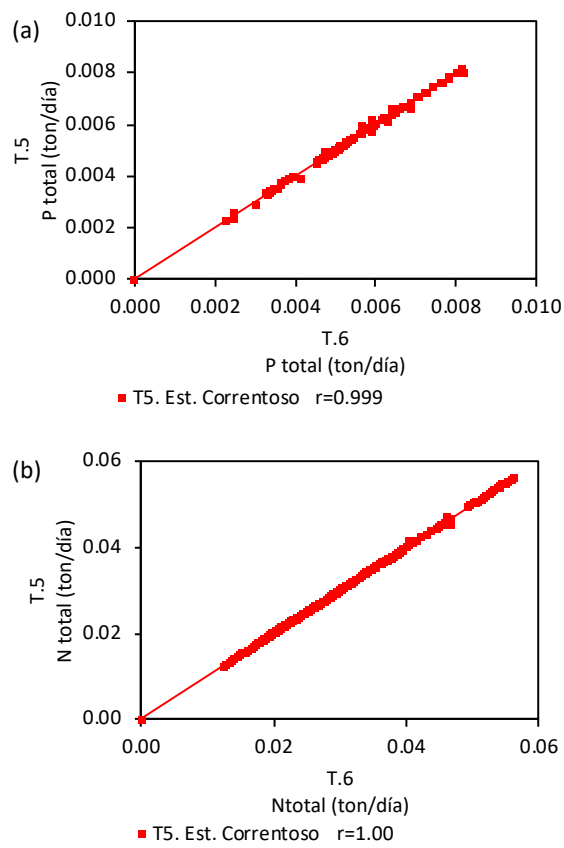 (a)
0.010
0.008
0.006
0.004
0.002
0.000
T.5
P total (ton/día)
0.000 0.002 0.004 0.006 0.008 0.010
T.6
P total (ton/día)
T5. Est. Correntoso r=0.999
(b)
0.06
0.04
0.02
0.00
T.5
N total (ton/día)
0.00 0.02 0.04 0.06
T.6
Ntotal (ton/día)
T5. Est. Correntoso r=1.00